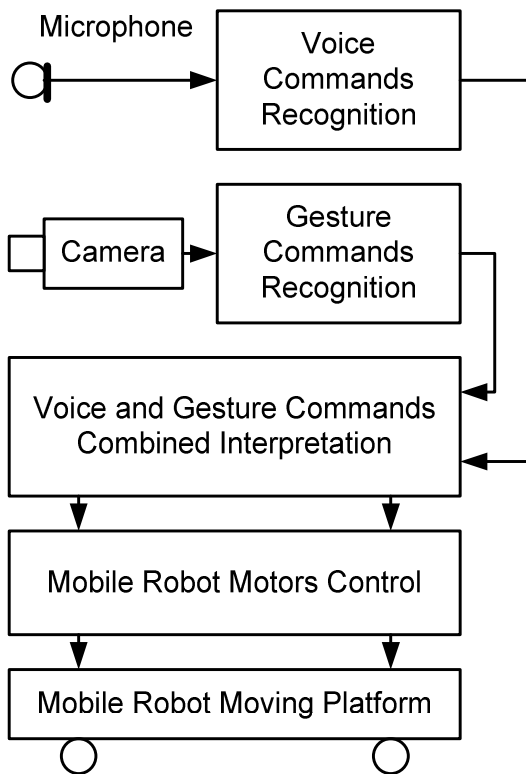 Microphone
Voice
Commands
Recognition
Camera
Gesture
Commands
Recognition
Voice and Gesture Commands
Combined Interpretation
Mobile Robot Motors Control
Mobile Robot Moving Platform